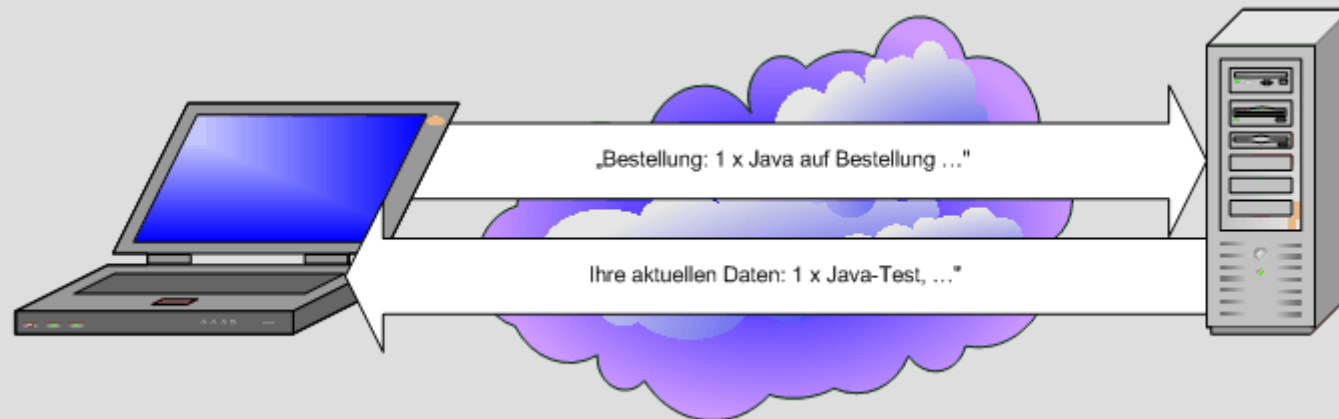 „Bestellung: 1 x Java auf Bestellung …"
Ihre aktuellen Daten: 1 x Java-Test, …"